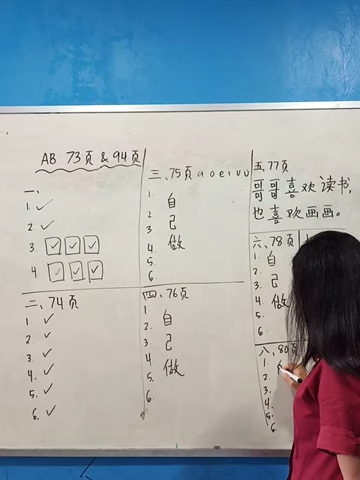 AB 73页 & 94页
一、
1. ✓
2. ✓
3. ✓ ✓ ✓
4. ✓ ✓ ✓
二、74页
1. ✓
2. ✓
3. ✓
4. ✓
5. ✓
6. ✓
三、75页 a o e i u ü
1.
2.
3.
4.
5.
6.
自己做
四、76页
1.
2.
3.
4.
5.
6.
自己做
五、77页
哥哥喜欢读书,
也喜欢画画。
六、78页
1.
2.
3.
4.
5.
6.
自己做
八、80页
1.
2.
3.
4.
5.
6.